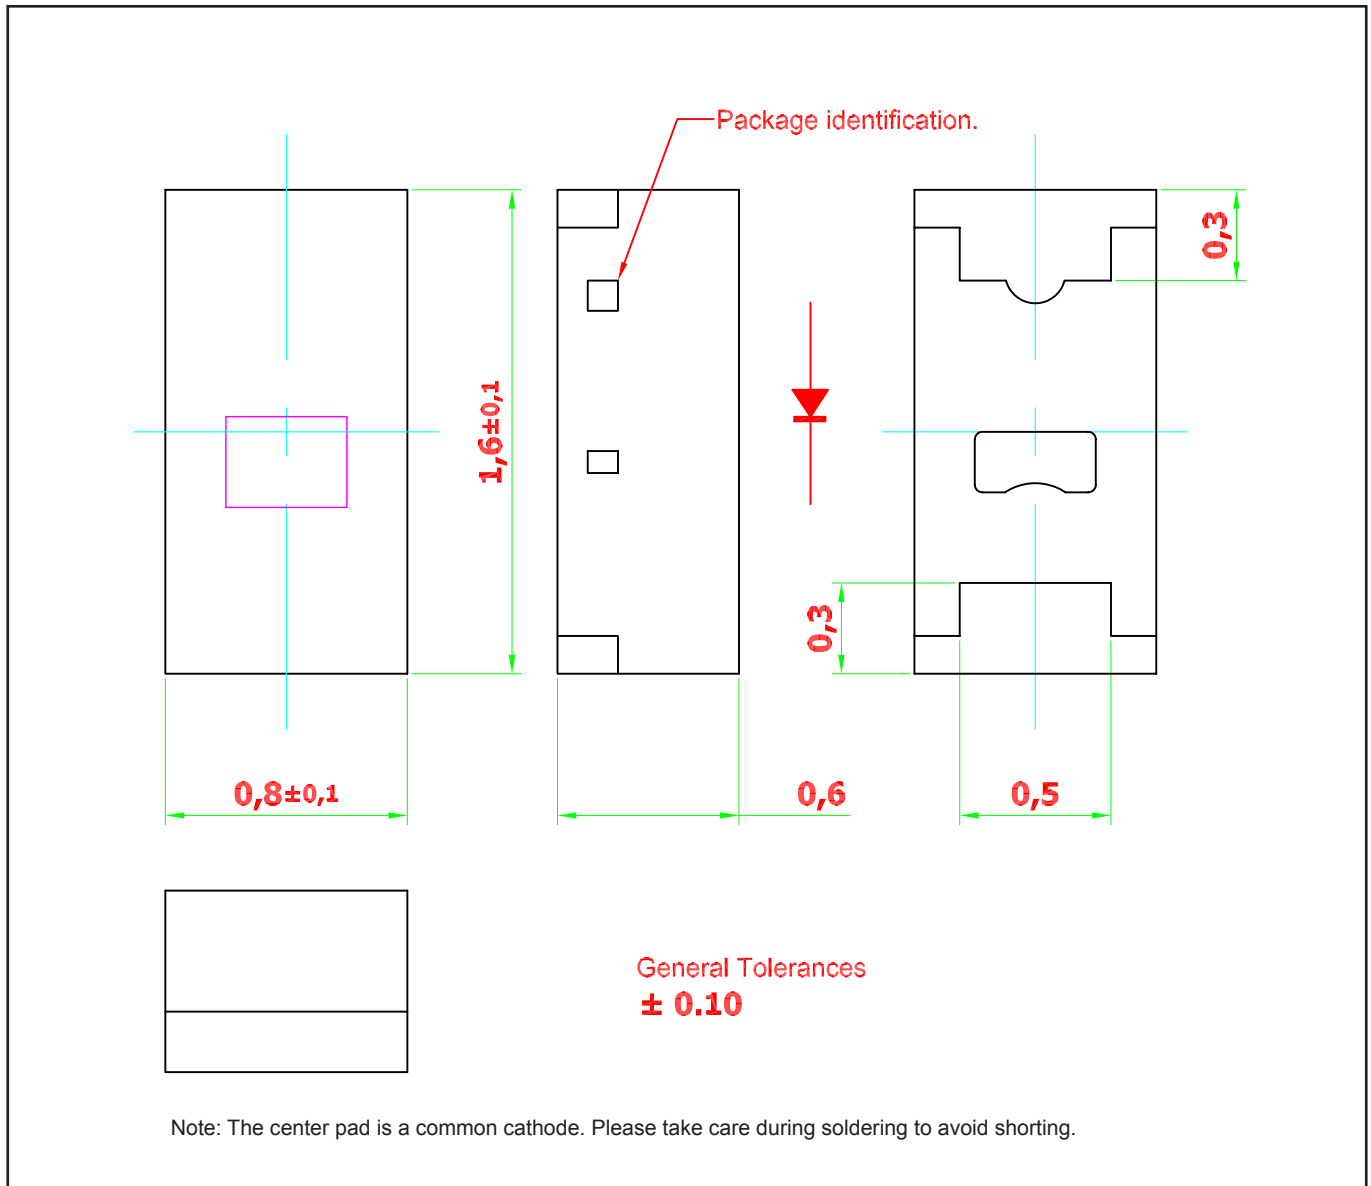 Package identification.
0,3
1,6±0,1
0,3
0,8±0,1
0,6
0,5
General Tolerances
± 0.10
Note: The center pad is a common cathode. Please take care during soldering to avoid shorting.